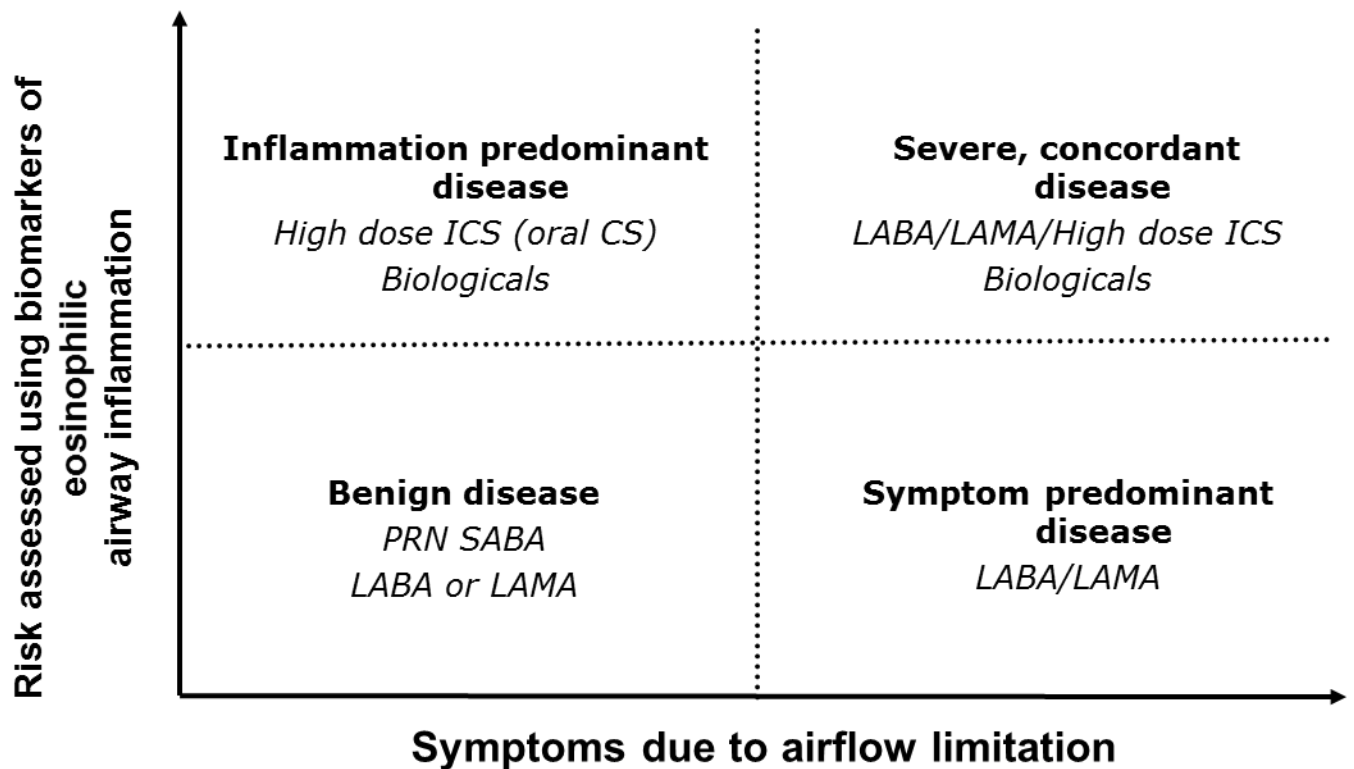 Risk assessed using biomarkers of
eosinophilic
airway inflammation
Inflammation predominant
disease
High dose ICS (oral CS)
Biologicals
Severe, concordant
disease
LABA/LAMA/High dose ICS
Biologicals
Benign disease
PRN SABA
LABA or LAMA
Symptom predominant
disease
LABA/LAMA
Symptoms due to airflow limitation